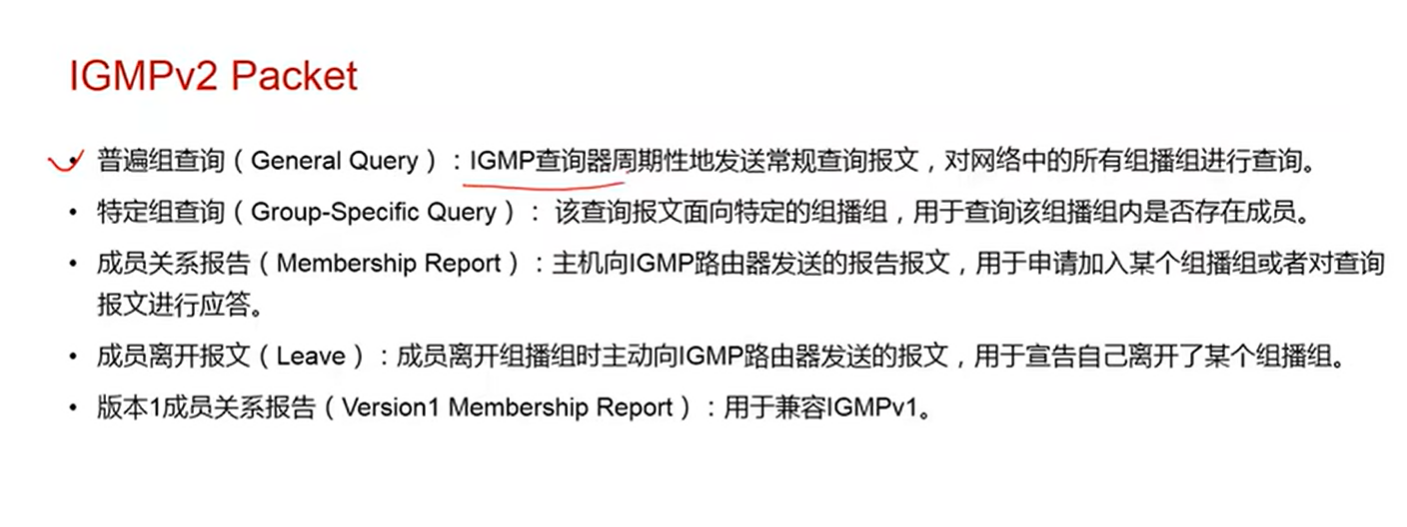 IGMPv2 Packet
• 普遍组查询（General Query）：IGMP查询器周期性地发送常规查询报文，对网络中的所有组播组进行查询。
• 特定组查询（Group-Specific Query）： 该查询报文面向特定的组播组，用于查询该组播组内是否存在成员。
• 成员关系报告（Membership Report）：主机向IGMP路由器发送的报告报文，用于申请加入某个组播组或者对查询
报文进行应答。
• 成员离开报文（Leave）：成员离开组播组时主动向IGMP路由器发送的报文，用于宣告自己离开了某个组播组。
• 版本1成员关系报告（Version1 Membership Report）：用于兼容IGMPv1。